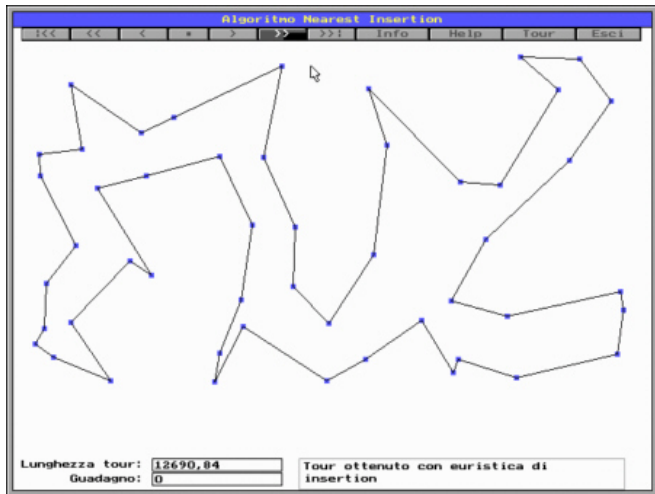 Algoritmo Nearest Insertion
|<< << < ▪ > >> >>| Info Help Tour Esci
Lunghezza tour: 12690,84
Guadagno: 0
Tour ottenuto con euristica di
insertion